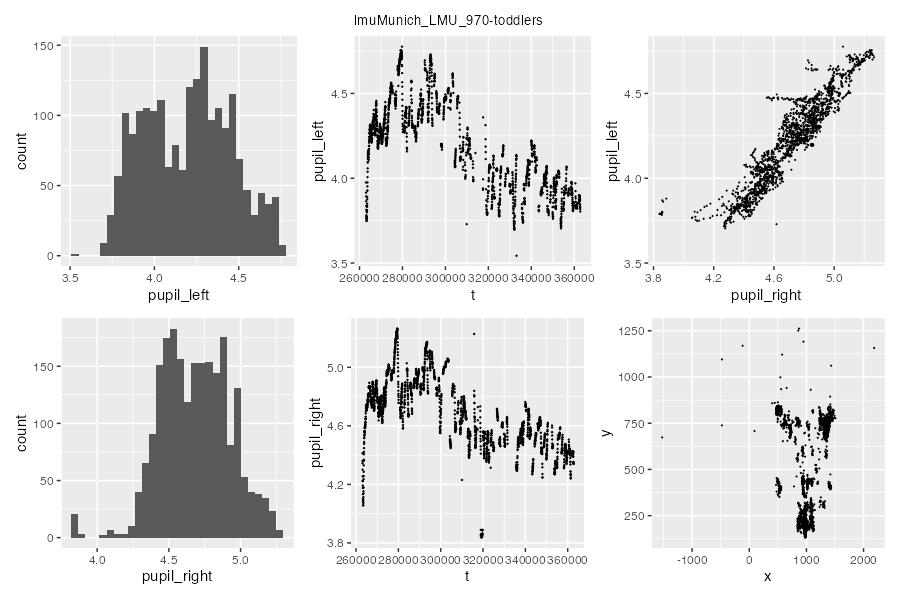 lmuMunich_LMU_970-toddlers
150
100
50
0
count
3.5 4.0 4.5
pupil_left
4.5
4.0
3.5
pupil_left
260000 280000 300000 320000 340000 360000
t
4.5
4.0
3.5
pupil_left
3.8 4.2 4.6 5.0
pupil_right
150
100
50
0
count
4.0 4.5 5.0
pupil_right
5.0
4.6
4.2
3.8
pupil_right
260000 280000 300000 320000 340000 360000
t
1250
1000
750
500
250
y
-1000 0 1000 2000
x